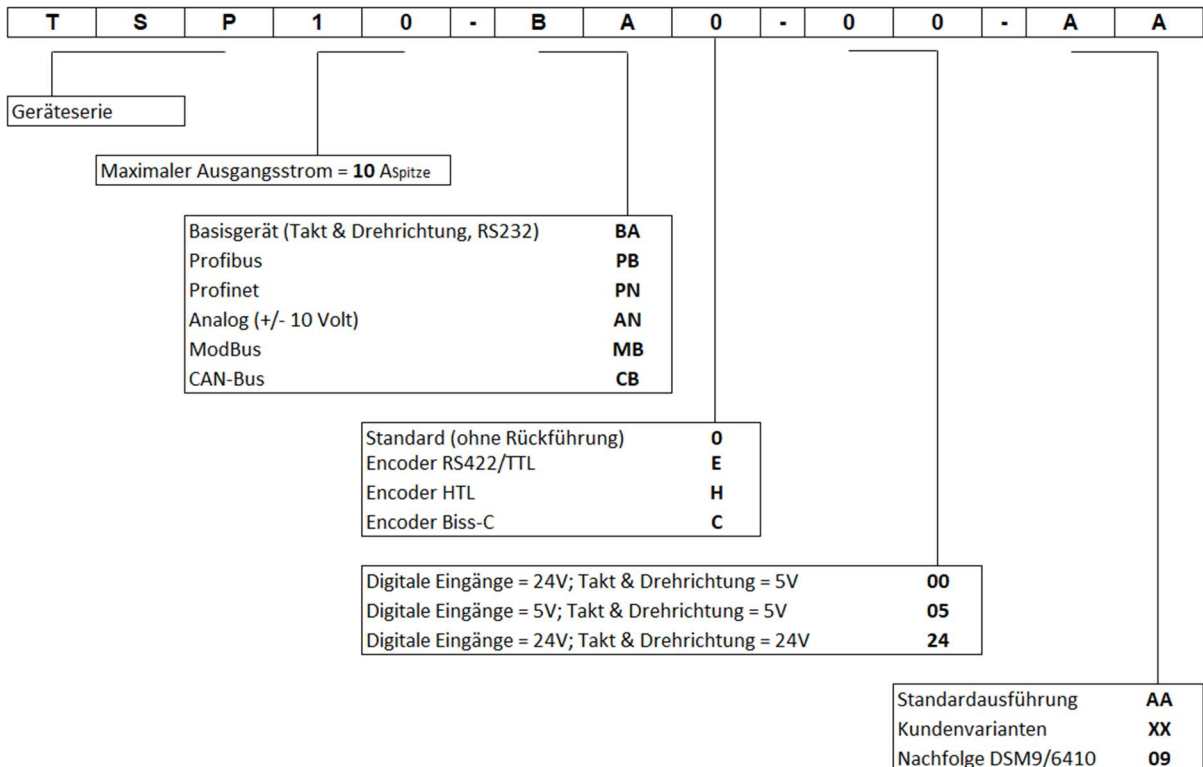 T S P 1 0 - B A 0 - 0 0 - A A
Geräteserie
Maximaler Ausgangsstrom = 10 ASpitze
Basisgerät (Takt & Drehrichtung, RS232) BA
Profibus PB
Profinet PN
Analog (+/- 10 Volt) AN
ModBus MB
CAN-Bus CB
Standard (ohne Rückführung) 0
Encoder RS422/TTL E
Encoder HTL H
Encoder Biss-C C
Digitale Eingänge = 24V; Takt & Drehrichtung = 5V 00
Digitale Eingänge = 5V; Takt & Drehrichtung = 5V 05
Digitale Eingänge = 24V; Takt & Drehrichtung = 24V 24
Standardausführung AA
Kundenvarianten XX
Nachfolge DSM9/6410 09